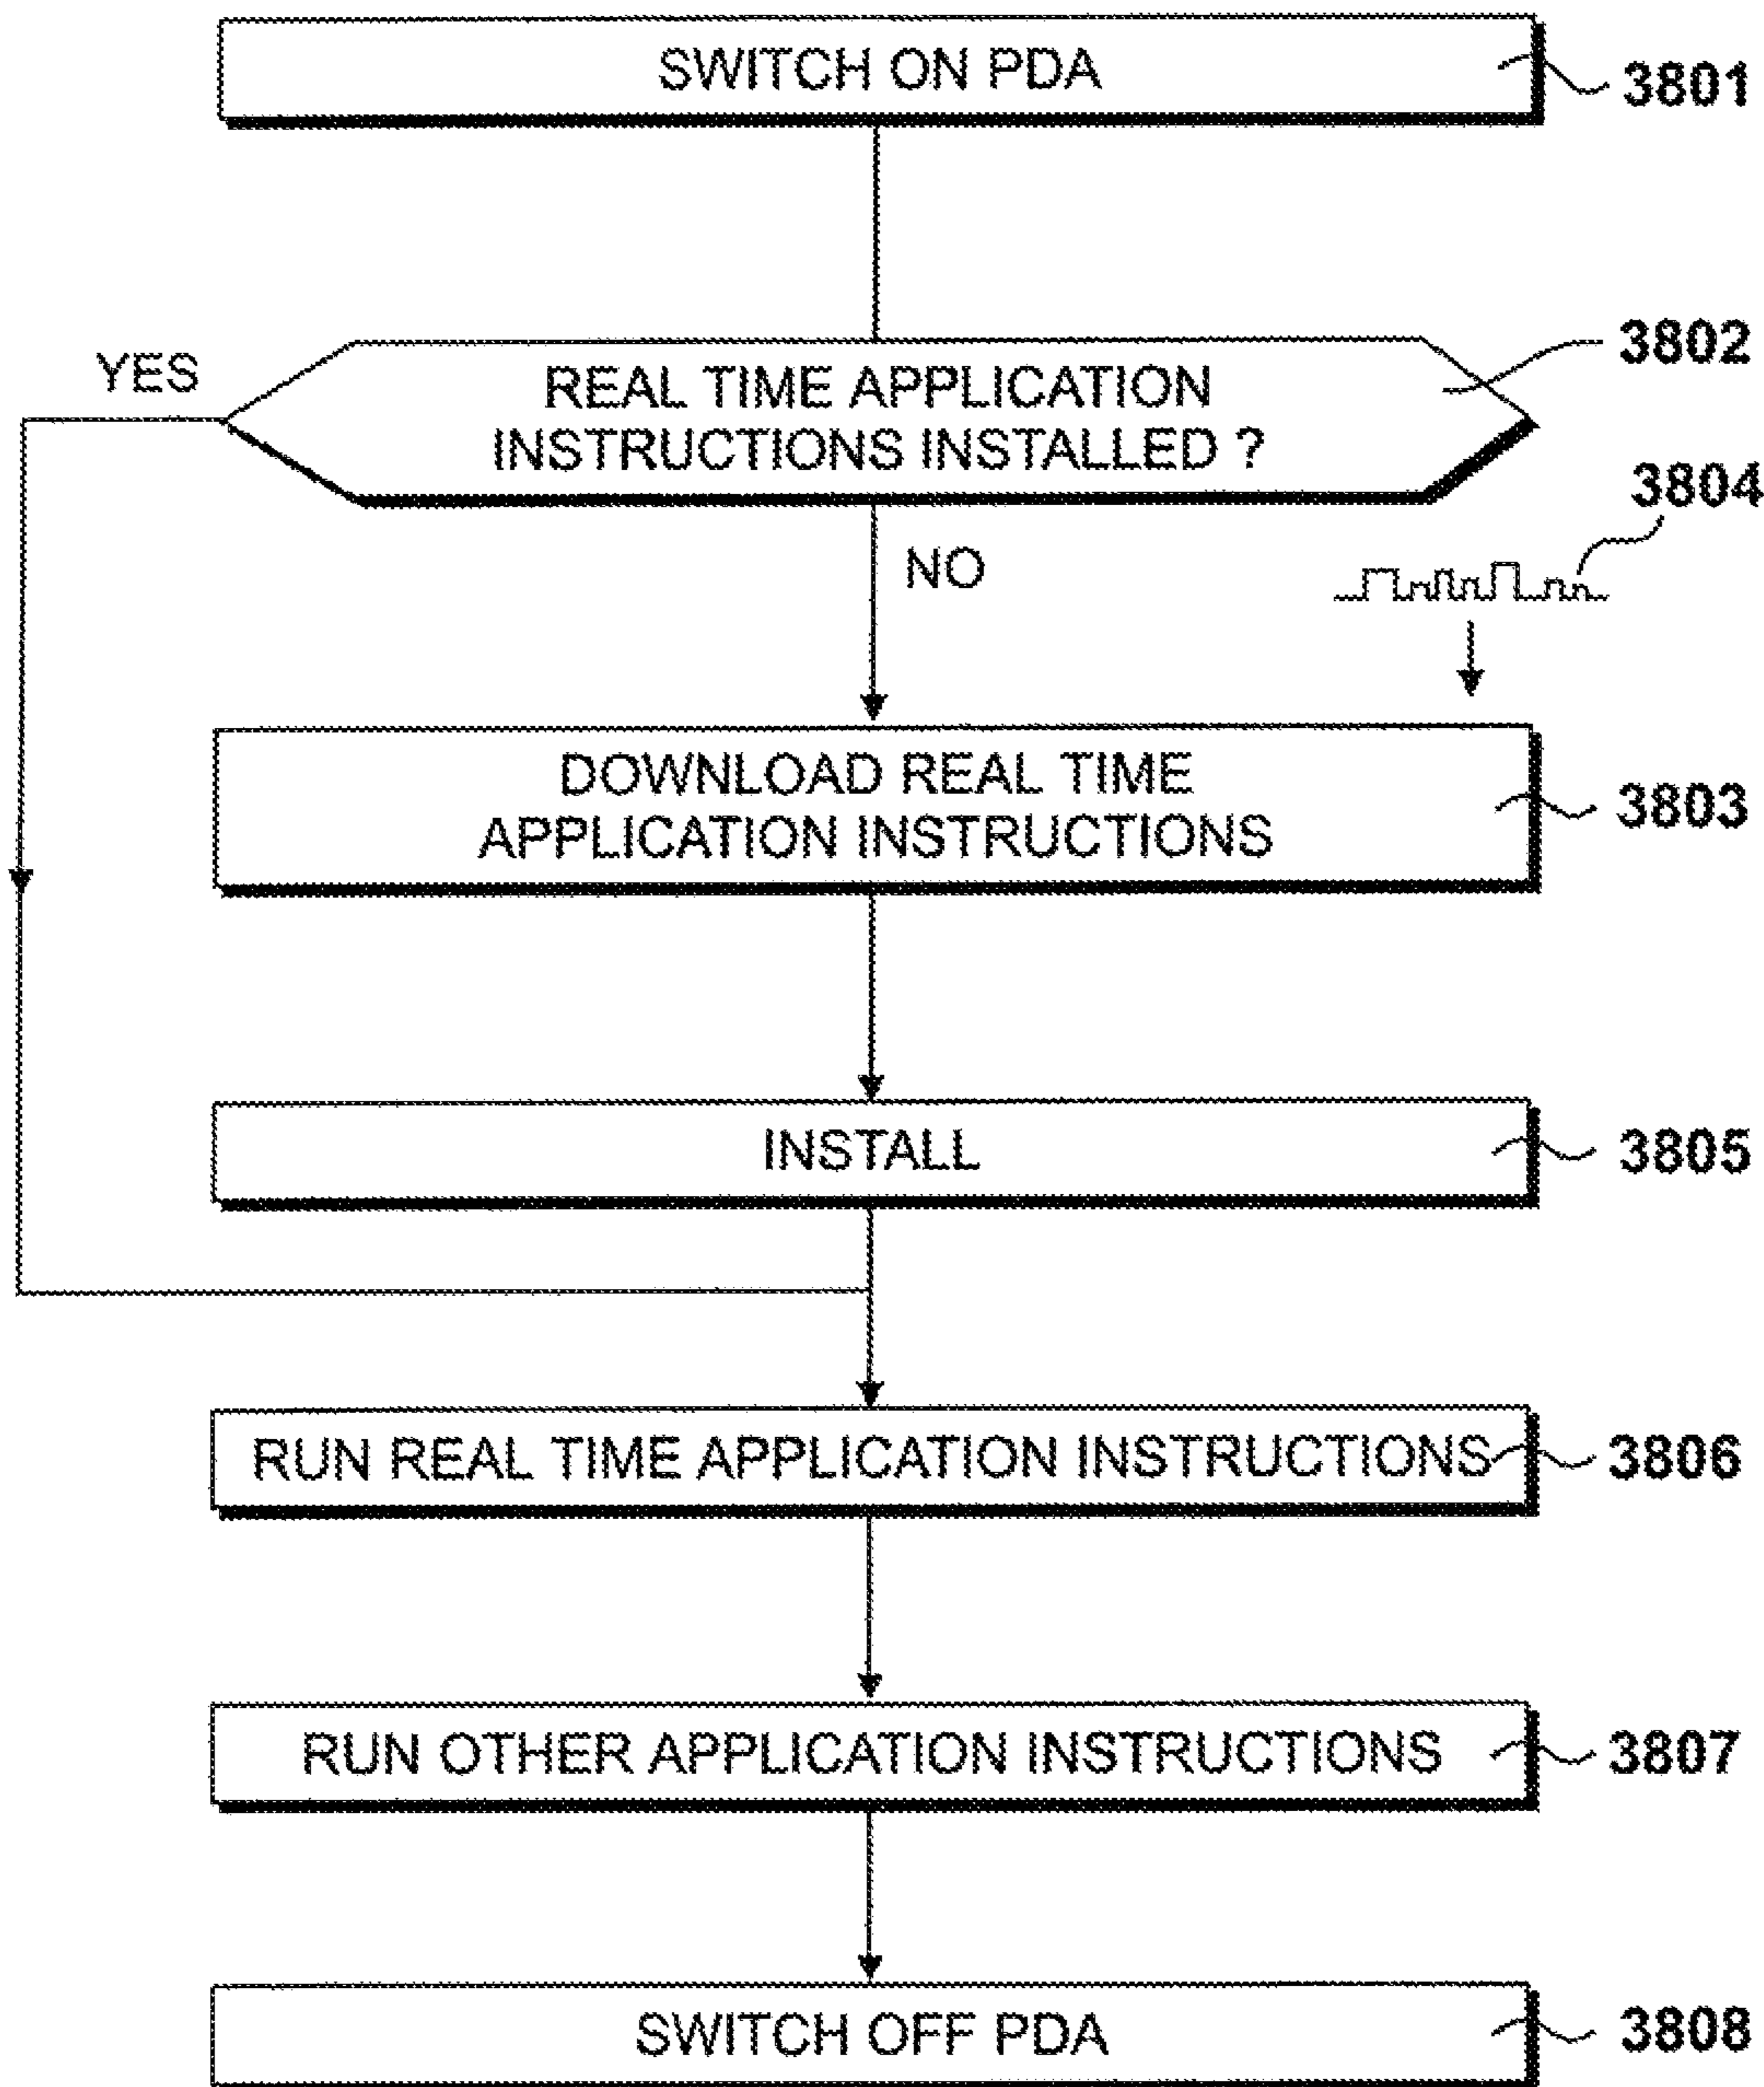 SWITCH ON PDA
3801
YES
REAL TIME APPLICATION
INSTRUCTIONS INSTALLED ?
3802
3804
NO
DOWNLOAD REAL TIME
APPLICATION INSTRUCTIONS
3803
INSTALL
3805
RUN REAL TIME APPLICATION INSTRUCTIONS
3806
RUN OTHER APPLICATION INSTRUCTIONS
3807
SWITCH OFF PDA
3808